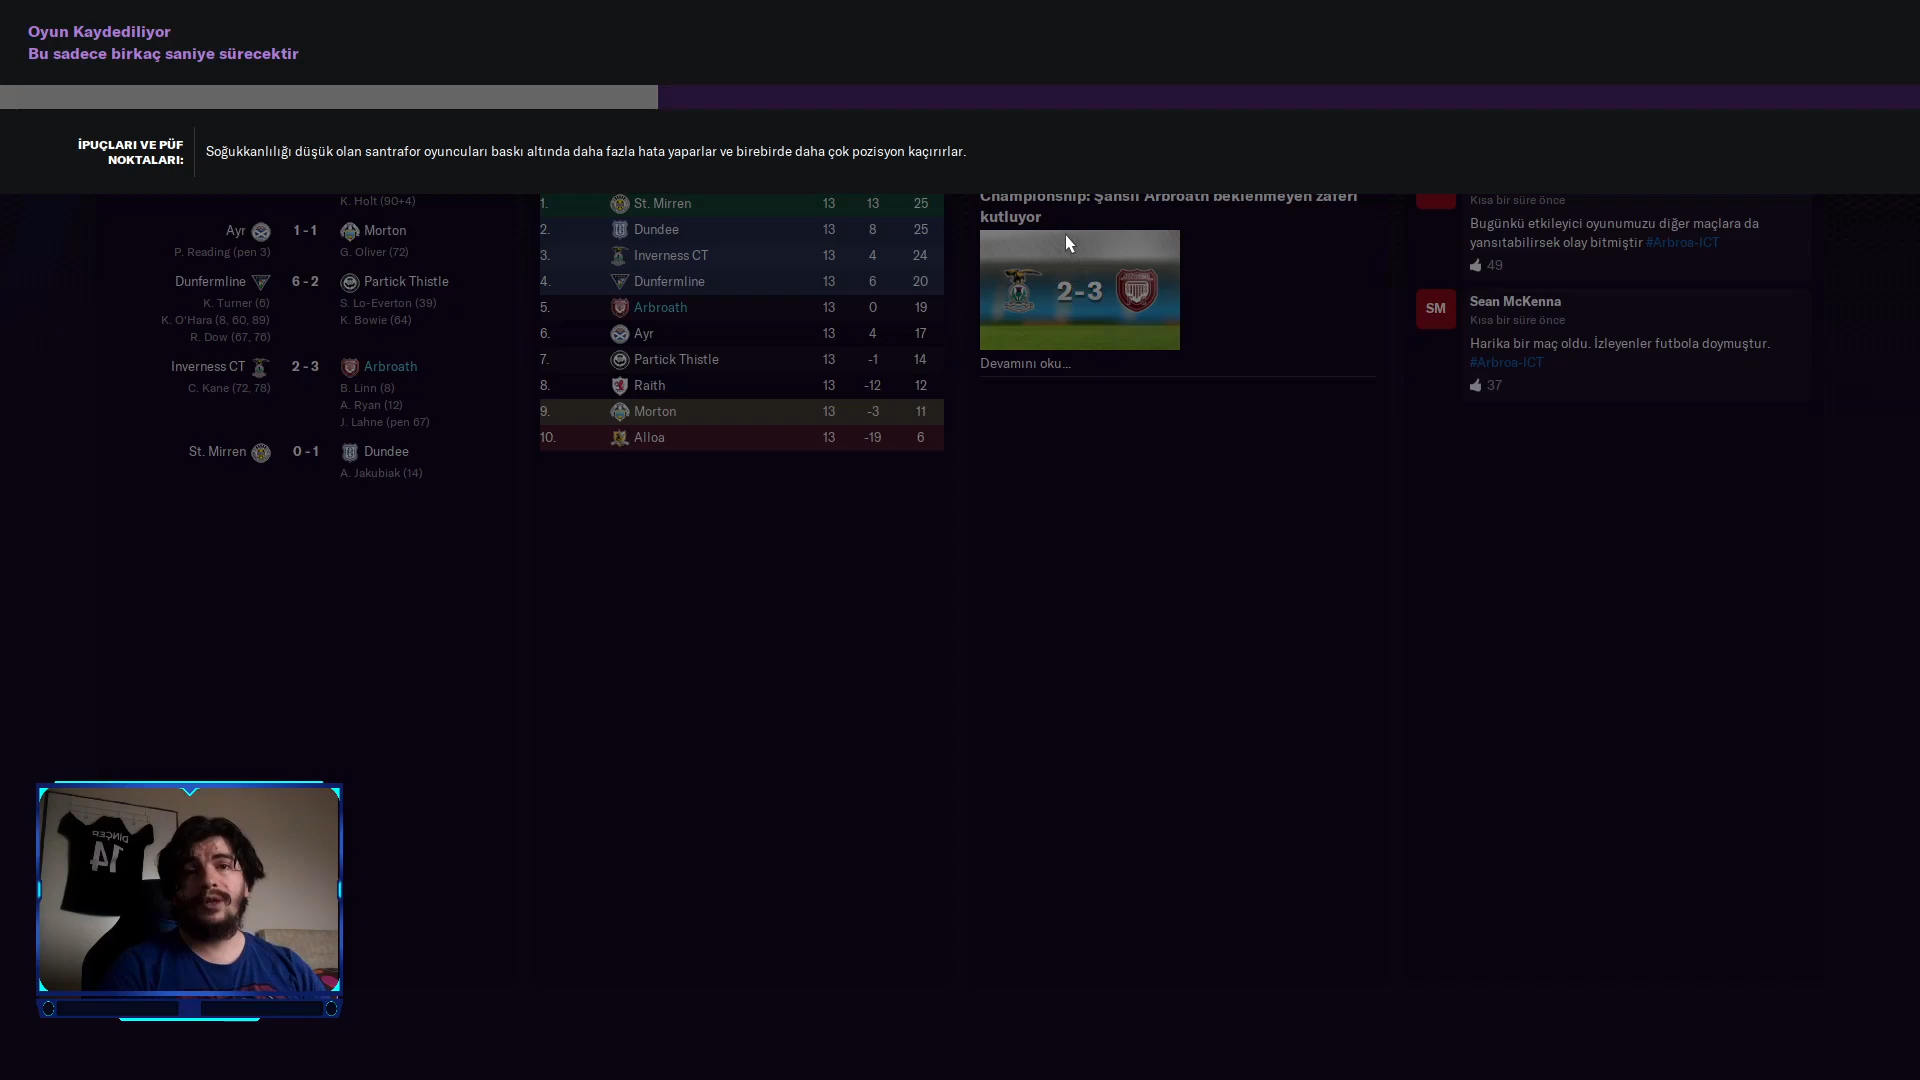 Oyun Kaydediliyor
Bu sadece birkaç saniye sürecektir
İPUÇLARI VE PÜF
NOKTALARI:
Soğukkanlılığı düşük olan santrafor oyuncuları baskı altında daha fazla hata yaparlar ve birebirde daha çok pozisyon kaçırırlar.
K. Holt (90+4)
Ayr 1 - 1 Morton
P. Reading (pen 3) G. Oliver (72)
Dunfermline 6 - 2 Partick Thistle
K. Turner (6) S. Lo-Everton (39)
K. O'Hara (8, 60, 89) K. Bowie (64)
R. Dow (67, 76)
Inverness CT 2 - 3 Arbroath
C. Kane (72, 78) B. Linn (8)
A. Ryan (12)
J. Lahne (pen 67)
St. Mirren 0 - 1 Dundee
A. Jakubiak (14)
1. St. Mirren 13 13 25
2. Dundee 13 8 25
3. Inverness CT 13 4 24
4. Dunfermline 13 6 20
5. Arbroath 13 0 19
6. Ayr 13 4 17
7. Partick Thistle 13 -1 14
8. Raith 13 -12 12
9. Morton 13 -3 11
10. Alloa 13 -19 6
Championship: Şanslı Arbroath beklenmeyen zaferi
kutluyor
2-3
Devamını oku...
Kısa bir süre önce
Bugünkü etkileyici oyunumuzu diğer maçlara da
yansıtabilirsek olay bitmiştir #Arbroa-ICT
49
SM
Sean McKenna
Kısa bir süre önce
Harika bir maç oldu. İzleyenler futbola doymuştur.
#Arbroa-ICT
37
DİNÇER
14